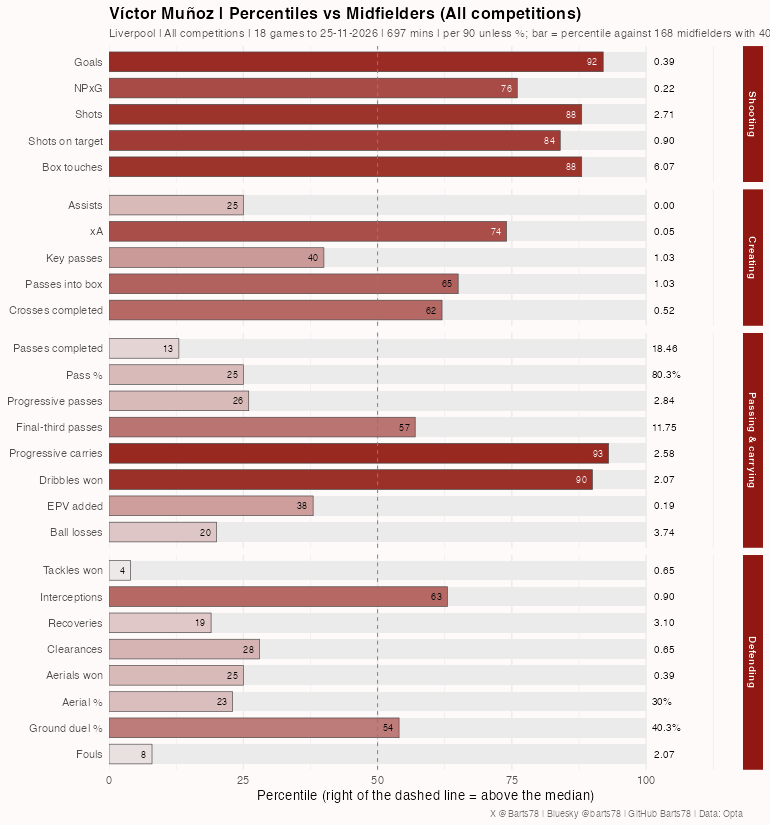 Víctor Muñoz | Percentiles vs Midfielders (All competitions)
Liverpool | All competitions | 18 games to 25-11-2026 | 697 mins | per 90 unless %; bar = percentile against 168 midfielders with 40
Goals 92 0.39
NPxG 76 0.22
Shots 88 2.71
Shots on target 84 0.90
Box touches 88 6.07
Shooting
Assists 25 0.00
xA 74 0.05
Key passes 40 1.03
Passes into box 65 1.03
Crosses completed 62 0.52
Creating
Passes completed 13 18.46
Pass % 25 80.3%
Progressive passes 26 2.84
Final-third passes 57 11.75
Progressive carries 93 2.58
Dribbles won 90 2.07
EPV added 38 0.19
Ball losses 20 3.74
Passing & carrying
Tackles won 4 0.65
Interceptions 63 0.90
Recoveries 19 3.10
Clearances 28 0.65
Aerials won 25 0.39
Aerial % 23 30%
Ground duel % 54 40.3%
Fouls 8 2.07
Defending
0 25 50 75 100
Percentile (right of the dashed line = above the median)
X @Barts78 | Bluesky @barts78 | GitHub Barts78 | Data: Opta